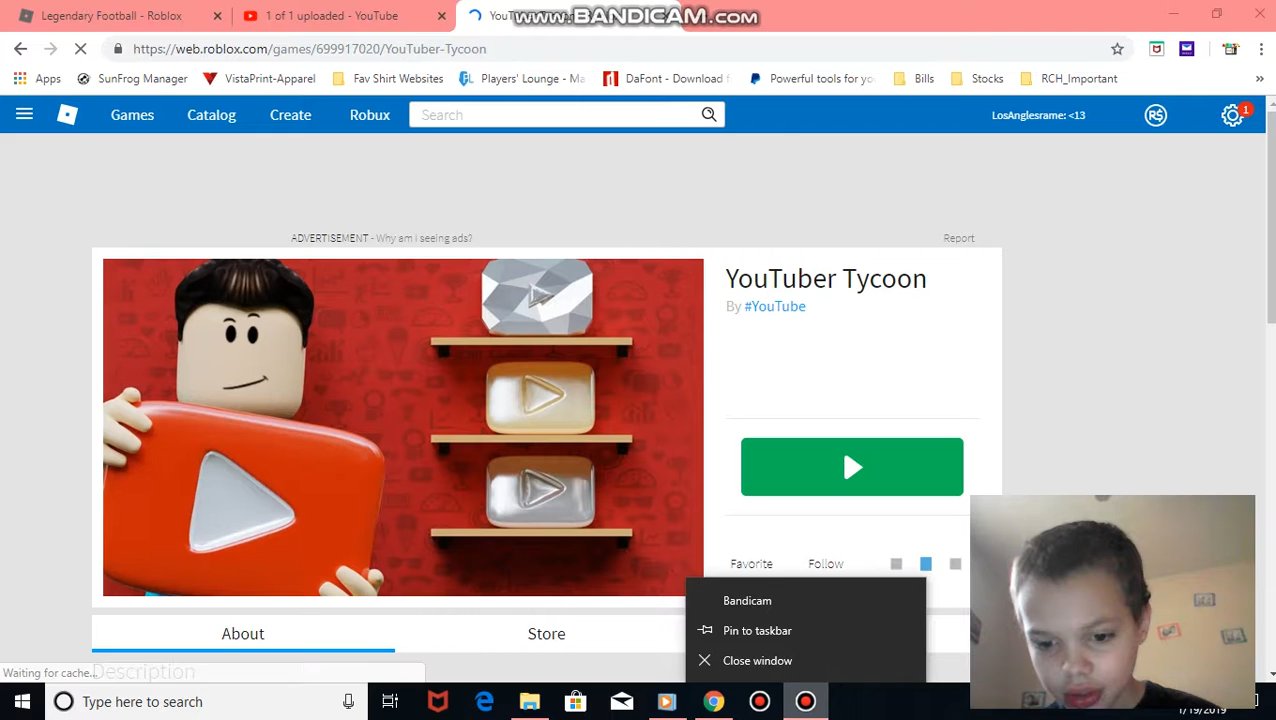 Legendary Football - Roblox
1 of 1 uploaded - YouTube
www.BANDICAM.com
https://web.roblox.com/games/699917020/YouTuber-Tycoon
Apps
SunFrog Manager
VistaPrint-Apparel
Fav Shirt Websites
Players' Lounge - Ma
DaFont - Download f
Powerful tools for yo
Bills
Stocks
RCH_Important
Games
Catalog
Create
Robux
Search
LosAnglesrame: <13
1
ADVERTISEMENT - Why am I seeing ads?
Report
YouTuber Tycoon
By #YouTube
Favorite
Follow
Bandicam
Pin to taskbar
Close window
About
Store
Waiting for cache...
Description
Type here to search
1/19/2019